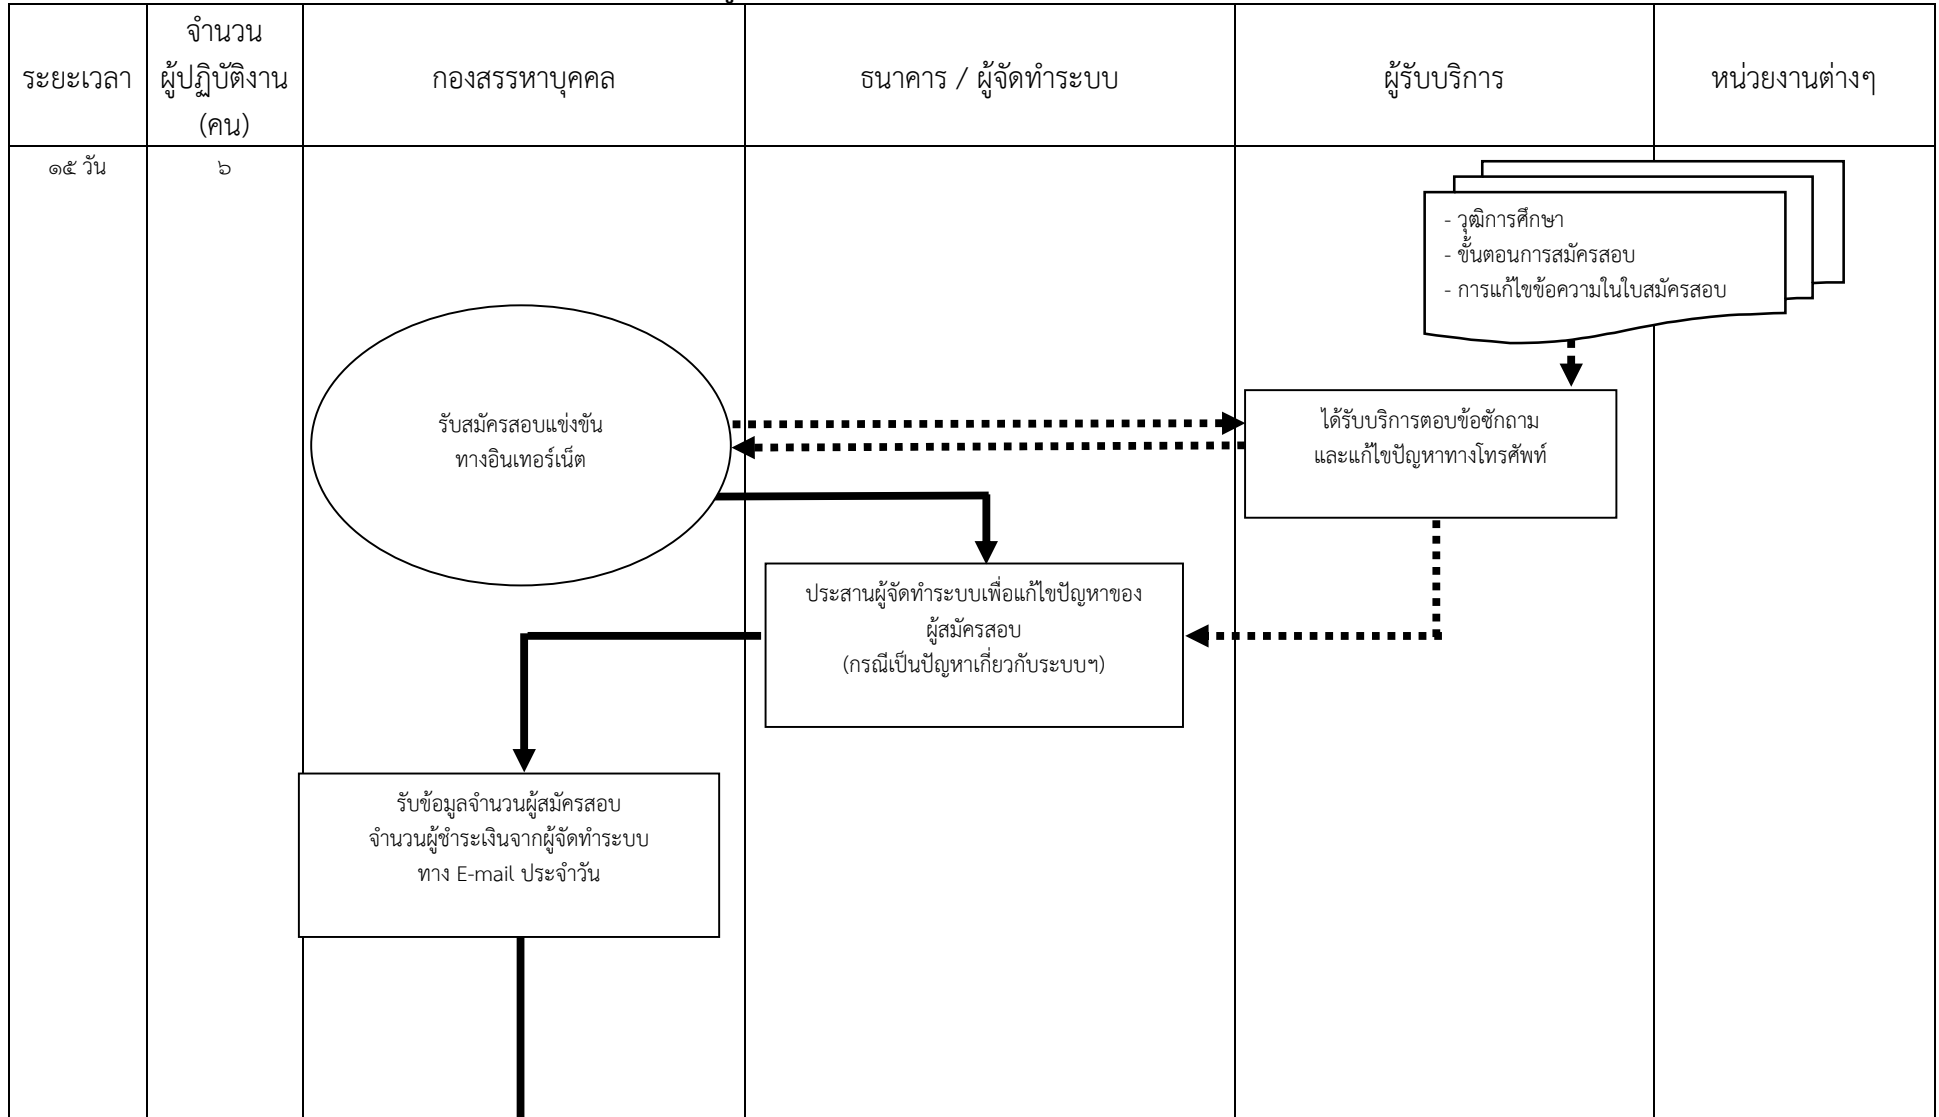 ระยะเวลา
จำนวน
ผู้ปฏิบัติงาน
(คน)
กองสรรหาบุคคล
ธนาคาร / ผู้จัดทำระบบ
ผู้รับบริการ
หน่วยงานต่างๆ
๑๕ วัน
๖
- วุฒิการศึกษา
- ขั้นตอนการสมัครสอบ
- การแก้ไขข้อความในใบสมัครสอบ
รับสมัครสอบแข่งขัน
ทางอินเทอร์เน็ต
ได้รับบริการตอบข้อซักถาม
และแก้ไขปัญหาทางโทรศัพท์
ประสานผู้จัดทำระบบเพื่อแก้ไขปัญหาของ
ผู้สมัครสอบ
(กรณีเป็นปัญหาเกี่ยวกับระบบฯ)
รับข้อมูลจำนวนผู้สมัครสอบ
จำนวนผู้ชำระเงินจากผู้จัดทำระบบ
ทาง E-mail ประจำวัน